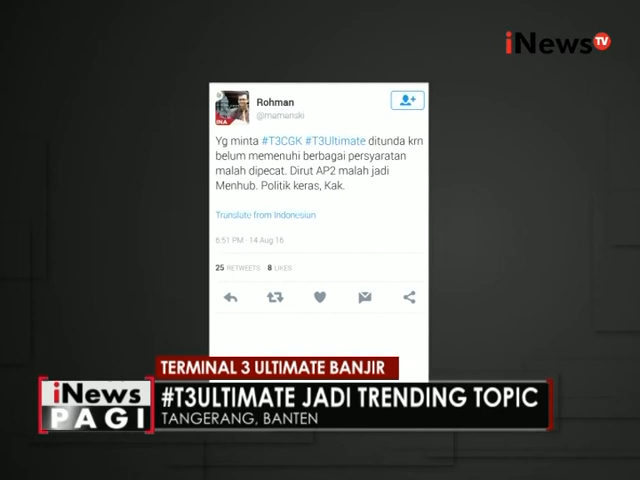 iNews TV
INA
Rohman
@mamanski
Yg minta #T3CGK #T3Ultimate ditunda krn
belum memenuhi berbagai persyaratan
malah dipecat. Dirut AP2 malah jadi
Menhub. Politik keras, Kak.
Translate from Indonesian
6:51 PM · 14 Aug 16
25 RETWEETS 8 LIKES
TERMINAL 3 ULTIMATE BANJIR
iNews
PAGI
#T3ULTIMATE JADI TRENDING TOPIC
TANGERANG, BANTEN